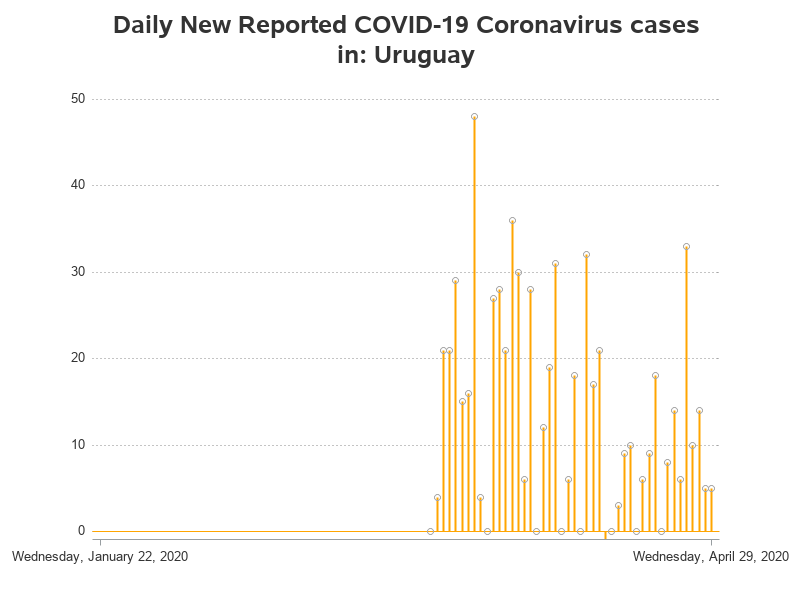 Daily New Reported COVID-19 Coronavirus cases
in: Uruguay
50
40
30
20
10
0
Wednesday, January 22, 2020
Wednesday, April 29, 2020